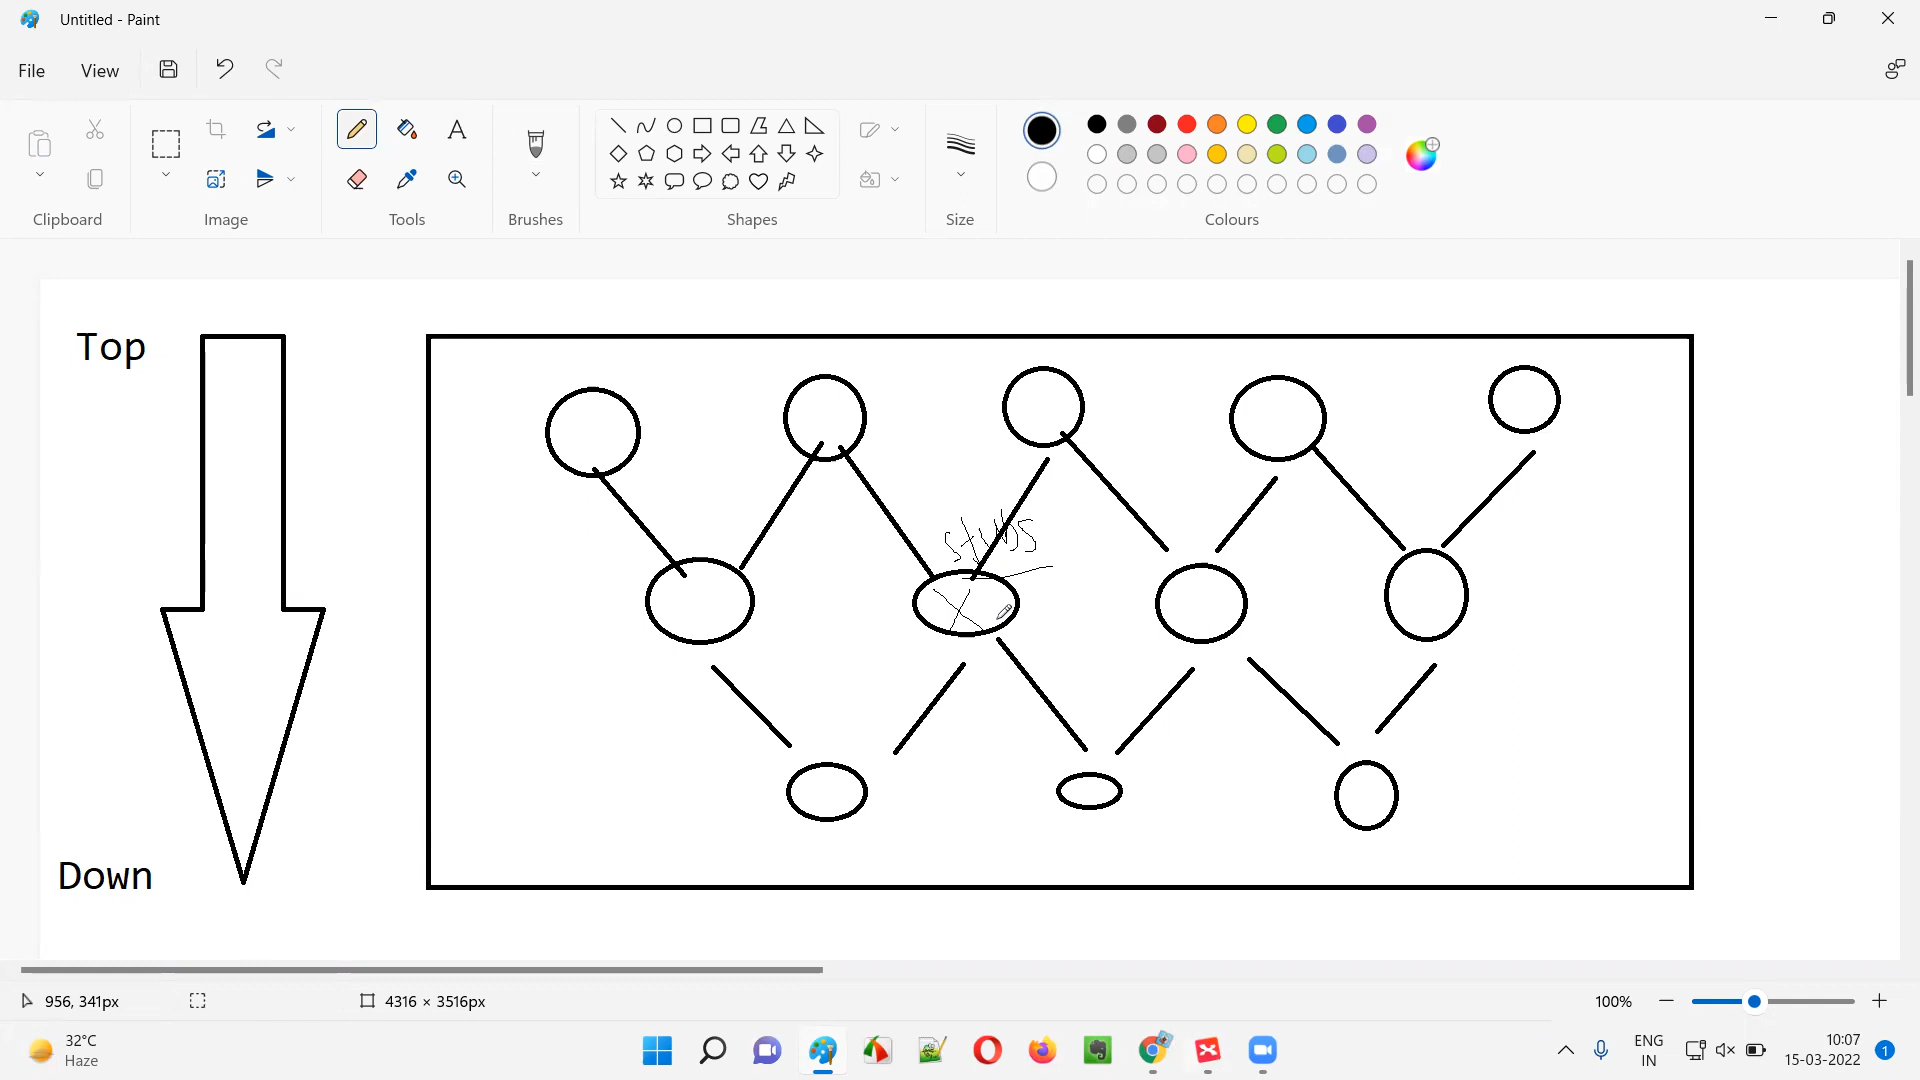 Untitled - Paint
File View
Clipboard Image Tools Brushes Shapes Size Colours
Top
stubs
Down
956, 341px 4316 × 3516px 100%
32°C
Haze
ENG
IN
10:07
15-03-2022
1